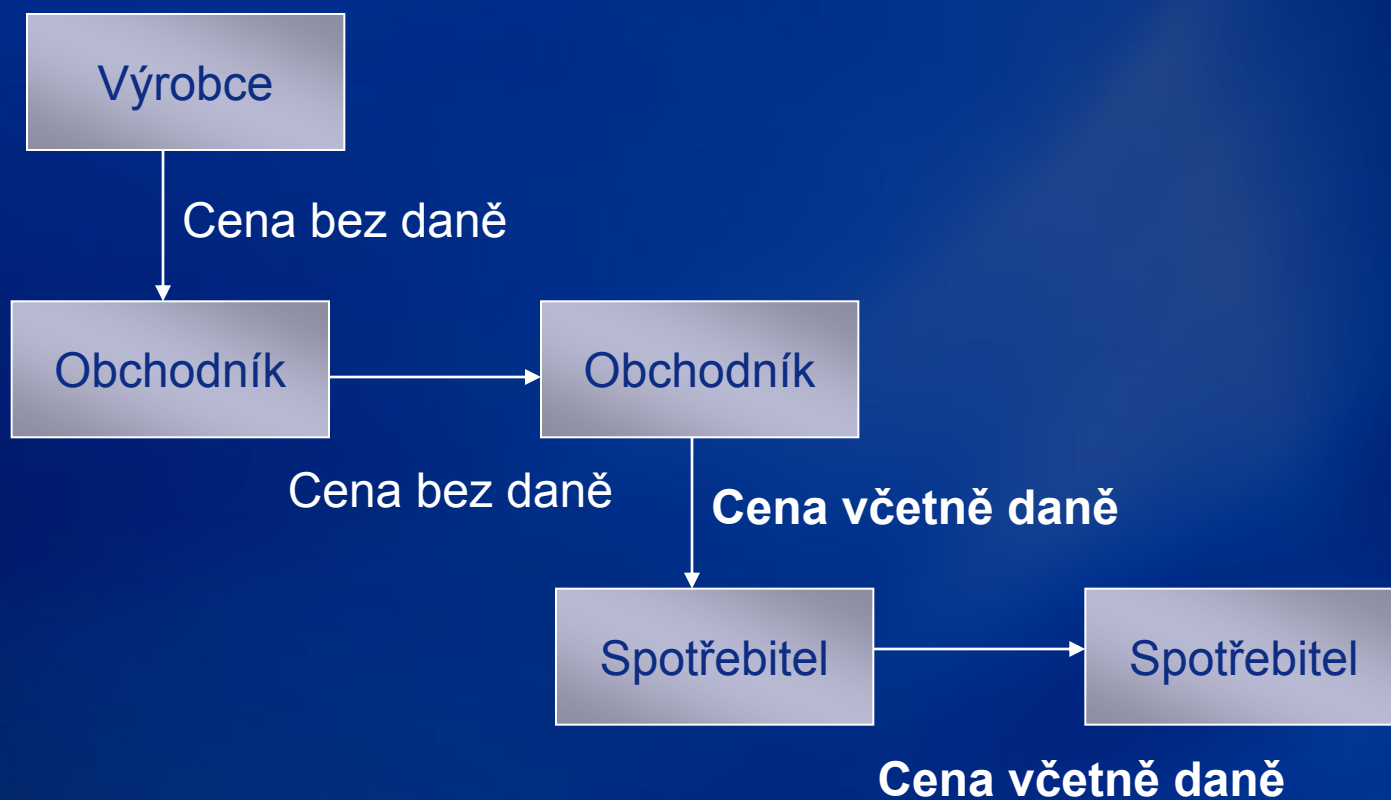 Výrobce
Cena bez daně
Obchodník
Obchodník
Cena bez daně
Cena včetně daně
Spotřebitel
Spotřebitel
Cena včetně daně